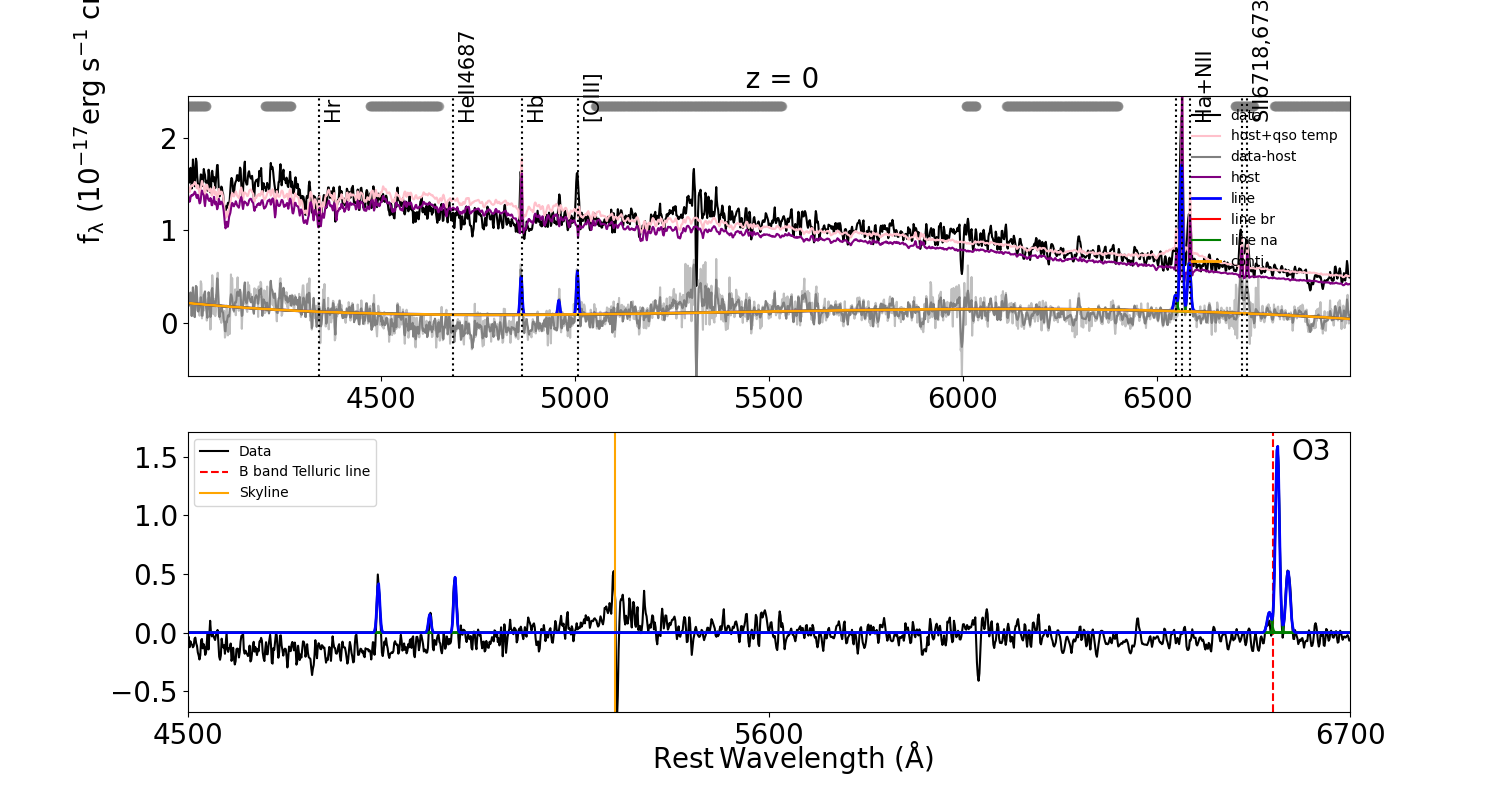 z = 0
f_λ (10^−17 erg s^−1 c
Hr
HeII4687
Hb
[OIII]
Ha+NII
SII6718,673
data
host+qso temp
data-host
host
line
line br
line na
conti
2
1
0
4500
5000
5500
6000
6500
Data
B band Telluric line
Skyline
O3
1.5
1.0
0.5
0.0
−0.5
4500
5600
6700
Rest Wavelength (Å)